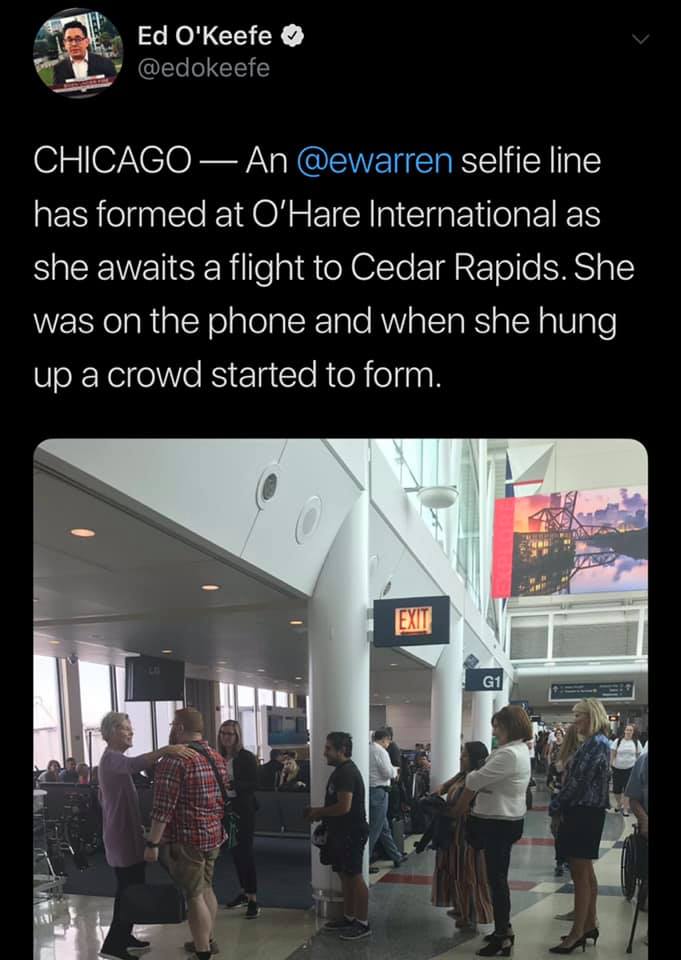 Ed O'Keefe
@edokeefe
CHICAGO — An @ewarren selfie line
has formed at O'Hare International as
she awaits a flight to Cedar Rapids. She
was on the phone and when she hung
up a crowd started to form.
EXIT
G1